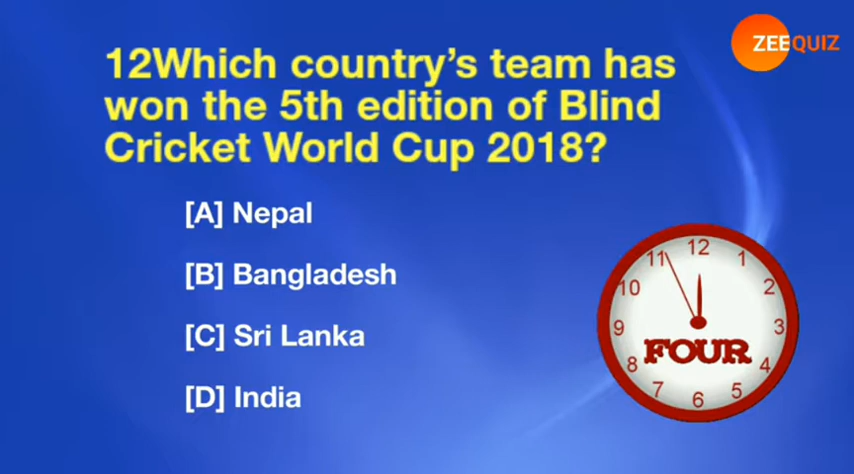 ZEEQUIZ
12Which country's team has
won the 5th edition of Blind
Cricket World Cup 2018?
[A] Nepal
[B] Bangladesh
[C] Sri Lanka
[D] India
12
11
1
10
2
9
3
FOUR
8
4
7
5
6